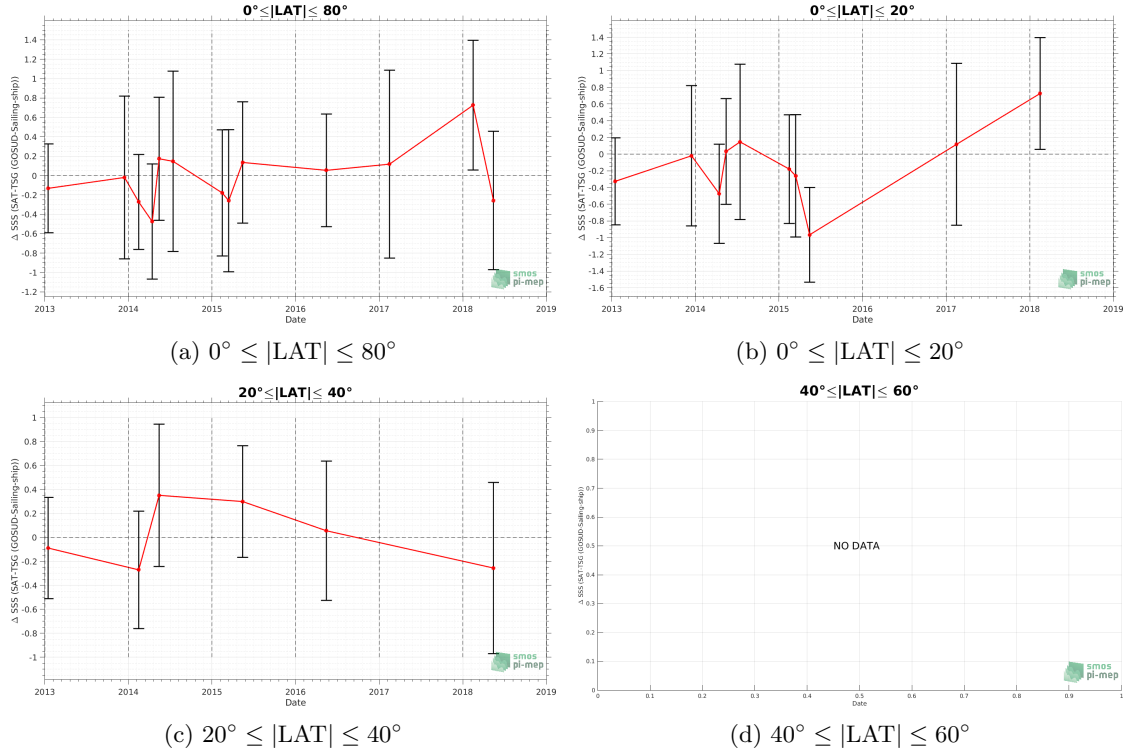 0°≤|LAT|≤ 80°
Δ SSS (SAT-TSG (GOSUD-Sailing-ship))
1.4
1.2
1
0.8
0.6
0.4
0.2
0
-0.2
-0.4
-0.6
-0.8
-1
-1.2
2013 2014 2015 2016 2017 2018 2019
Date
smos
pi-mep
(a) 0° ≤ |LAT| ≤ 80°
0°≤|LAT|≤ 20°
Δ SSS (SAT-TSG (GOSUD-Sailing-ship))
1.4
1.2
1
0.8
0.6
0.4
0.2
0
-0.2
-0.4
-0.6
-0.8
-1
-1.2
-1.4
-1.6
2013 2014 2015 2016 2017 2018 2019
Date
smos
pi-mep
(b) 0° ≤ |LAT| ≤ 20°
20°≤|LAT|≤ 40°
Δ SSS (SAT-TSG (GOSUD-Sailing-ship))
1
0.8
0.6
0.4
0.2
0
-0.2
-0.4
-0.6
-0.8
-1
2013 2014 2015 2016 2017 2018 2019
Date
smos
pi-mep
(c) 20° ≤ |LAT| ≤ 40°
40°≤|LAT|≤ 60°
Δ SSS (SAT-TSG (GOSUD-Sailing-ship))
1
0.9
0.8
0.7
0.6
0.5
0.4
0.3
0.2
0.1
0
NO DATA
0 0.1 0.2 0.3 0.4 0.5 0.6 0.7 0.8 0.9 1
Date
smos
pi-mep
(d) 40° ≤ |LAT| ≤ 60°